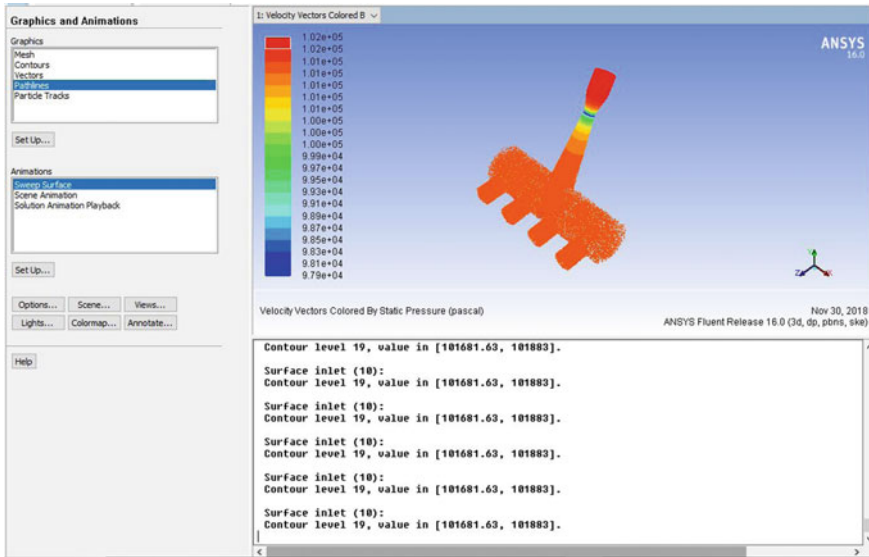 Graphics and Animations
Graphics
Mesh
Contours
Vectors
Pathlines
Particle Tracks
Set Up...
Animations
Sweep Surface
Scene Animation
Solution Animation Playback
Set Up...
Options...
Scene...
Views...
Lights...
Colormap...
Annotate...
Help
1: Velocity Vectors Colored B
1.02e+05
1.02e+05
1.01e+05
1.01e+05
1.01e+05
1.01e+05
1.01e+05
1.00e+05
1.00e+05
1.00e+05
9.99e+04
9.97e+04
9.95e+04
9.93e+04
9.91e+04
9.89e+04
9.87e+04
9.85e+04
9.83e+04
9.81e+04
9.79e+04
ANSYS
16.0
Y
Z
X
Velocity Vectors Colored By Static Pressure (pascal)
Nov 30, 2018
ANSYS Fluent Release 16.0 (3d, dp, pbns, ske)
Contour level 19, value in [101681.63, 101883].
Surface inlet (10):
Contour level 19, value in [101681.63, 101883].
Surface inlet (10):
Contour level 19, value in [101681.63, 101883].
Surface inlet (10):
Contour level 19, value in [101681.63, 101883].
Surface inlet (10):
Contour level 19, value in [101681.63, 101883].
Surface inlet (10):
Contour level 19, value in [101681.63, 101883].